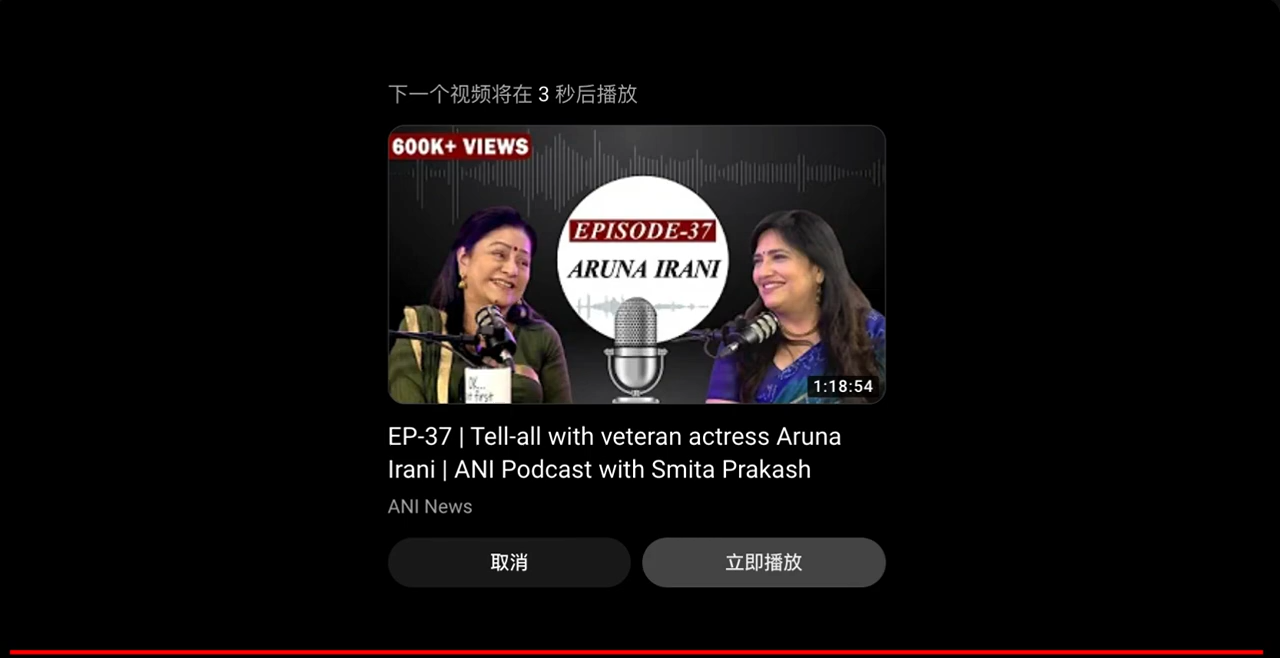 下一个视频将在 3 秒后播放
600K+ VIEWS
EPISODE-37
ARUNA IRANI
OK...
first
1:18:54
EP-37 | Tell-all with veteran actress Aruna
Irani | ANI Podcast with Smita Prakash
ANI News
取消
立即播放